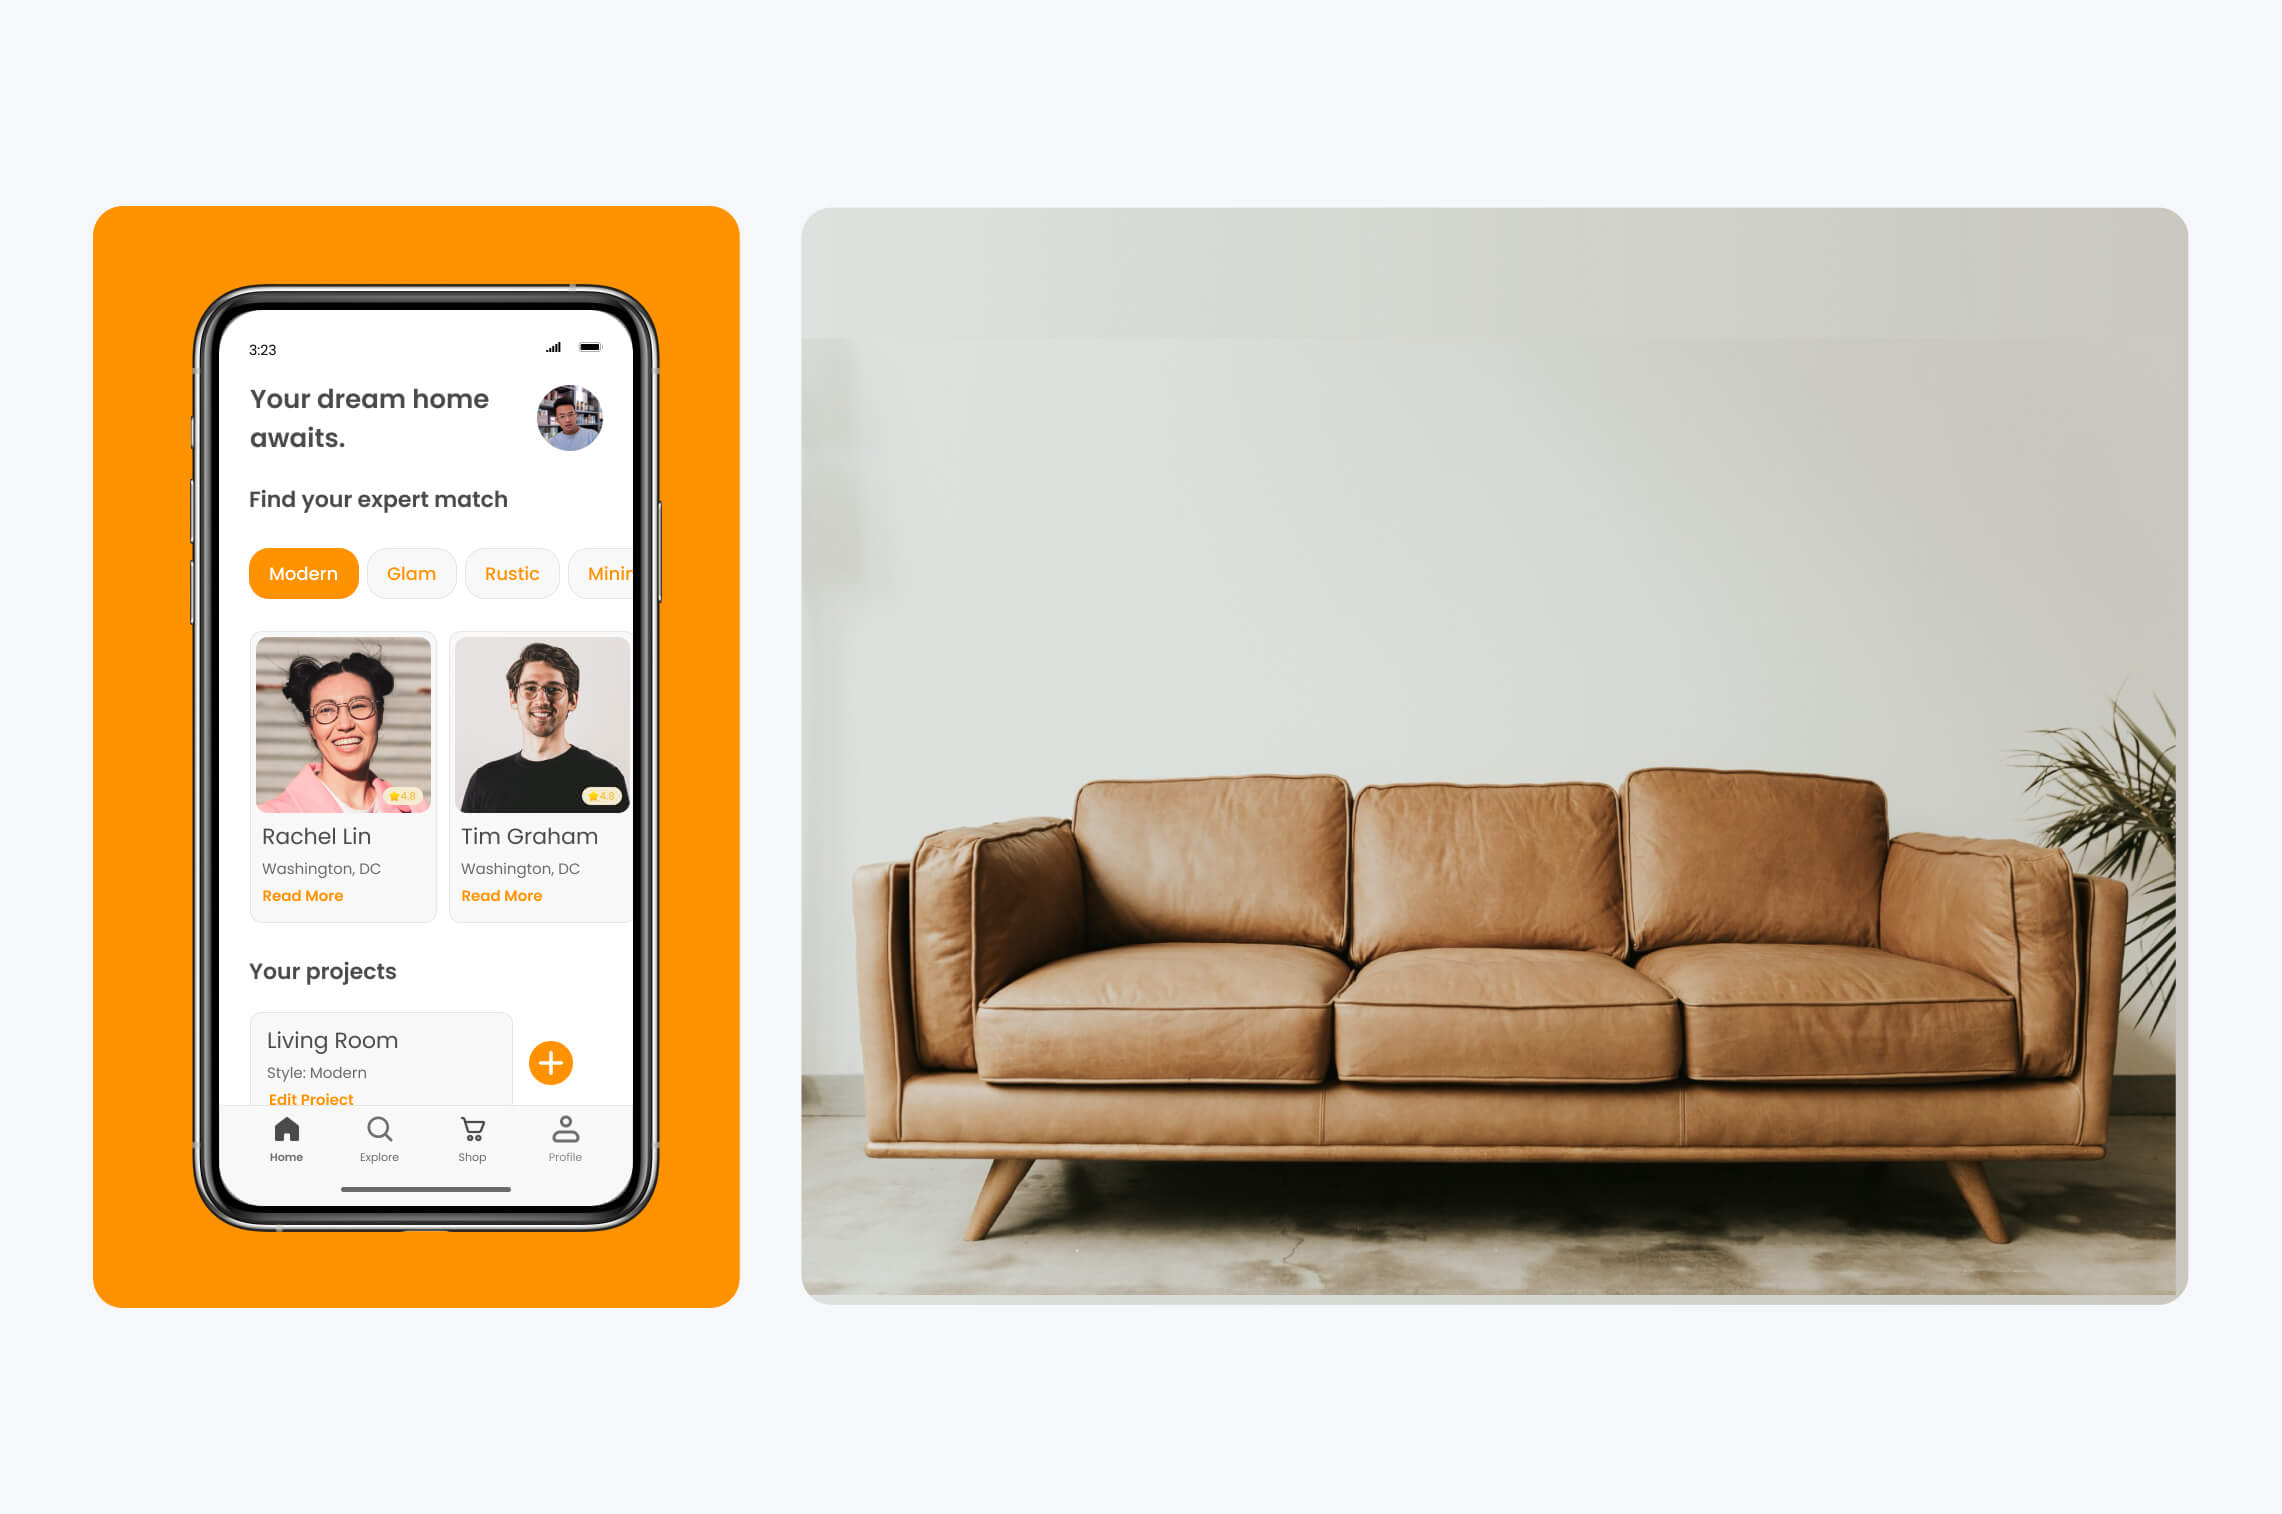 3:23
Your dream home
awaits.
Find your expert match
Modern Glam Rustic
4.8 4.8
Rachel Lin Tim Graham
Washington, DC Washington, DC
Read More Read More
Your projects
Living Room
Style: Modern
Edit Project
Home Explore Shop Profile